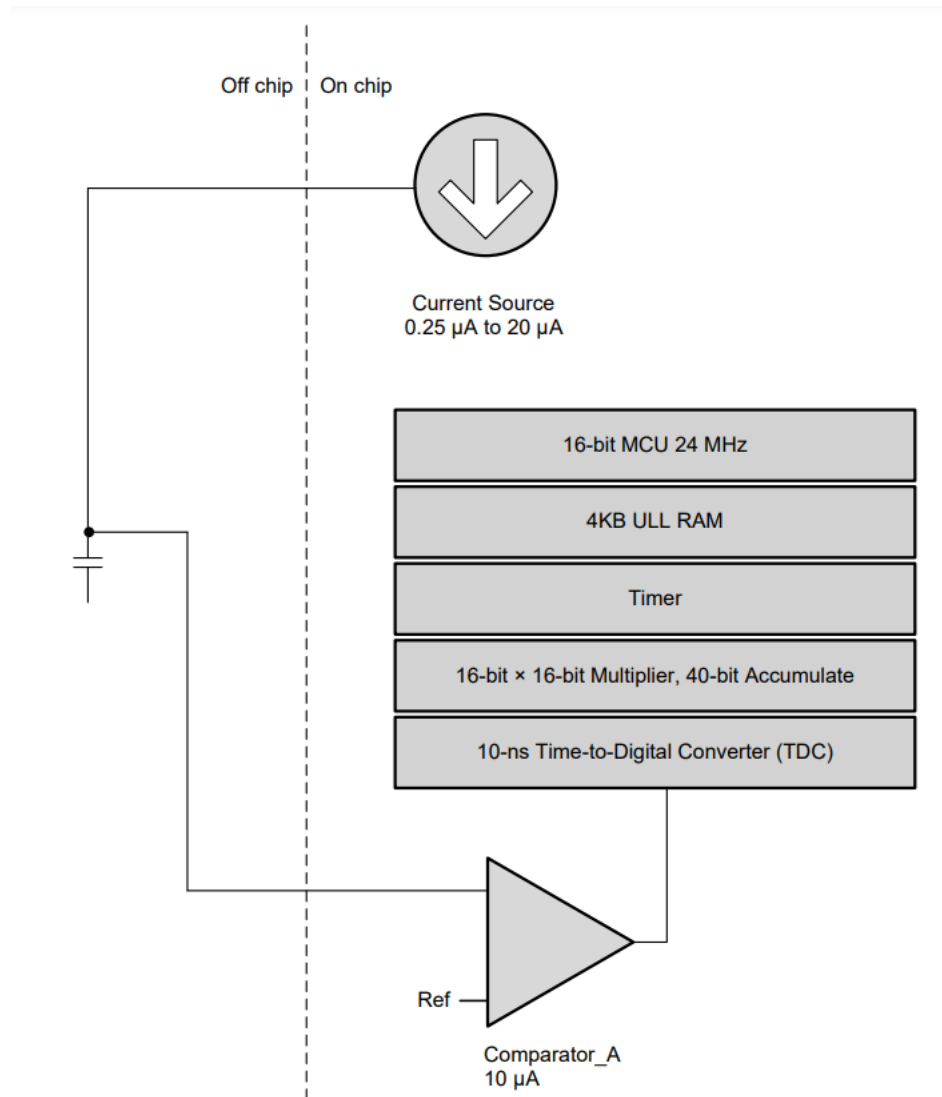 Off chip
On chip
Current Source
0.25 µA to 20 µA
16-bit MCU 24 MHz
4KB ULL RAM
Timer
16-bit × 16-bit Multiplier, 40-bit Accumulate
10-ns Time-to-Digital Converter (TDC)
Ref
Comparator_A
10 µA